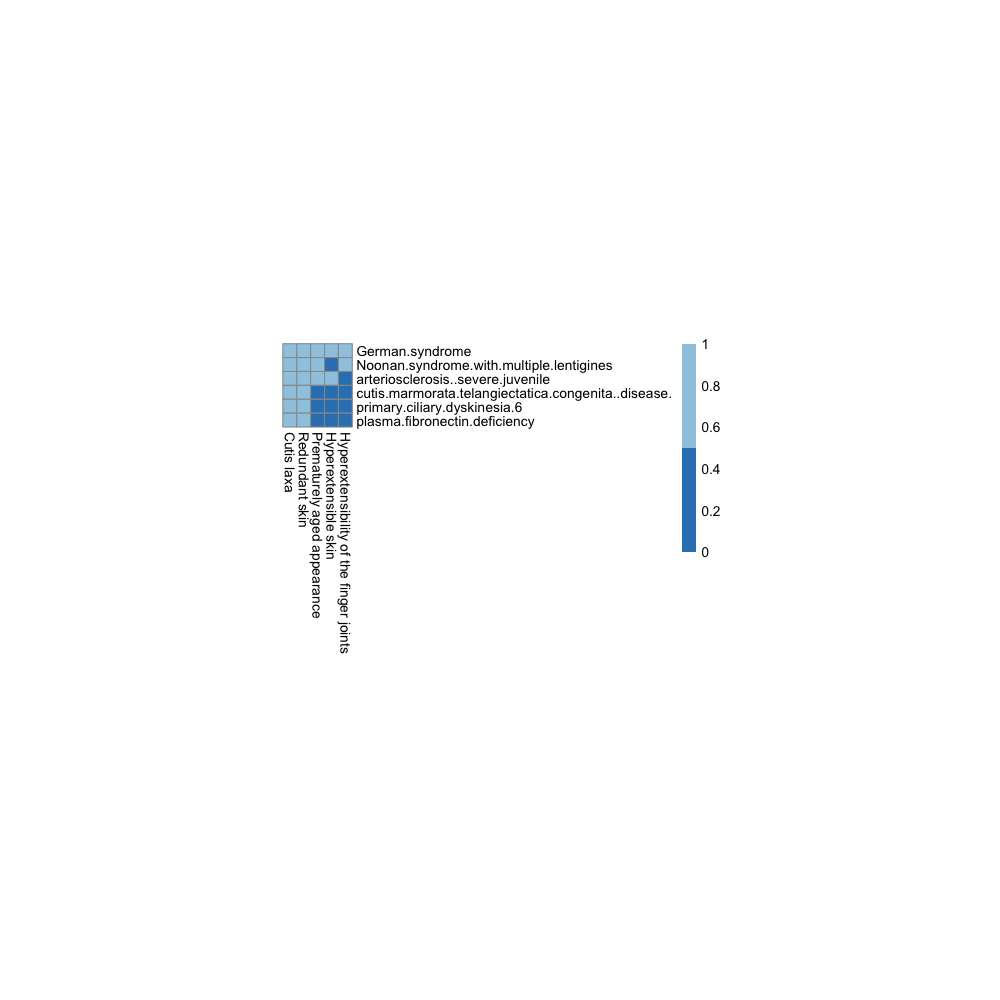 German.syndrome
Noonan.syndrome.with.multiple.lentigines
arteriosclerosis..severe.juvenile
cutis.marmorata.telangiectatica.congenita..disease.
primary.ciliary.dyskinesia.6
plasma.fibronectin.deficiency
Cutis laxa
Redundant skin
Prematurely aged appearance
Hyperextensible skin
Hyperextensibility of the finger joints
1
0.8
0.6
0.4
0.2
0